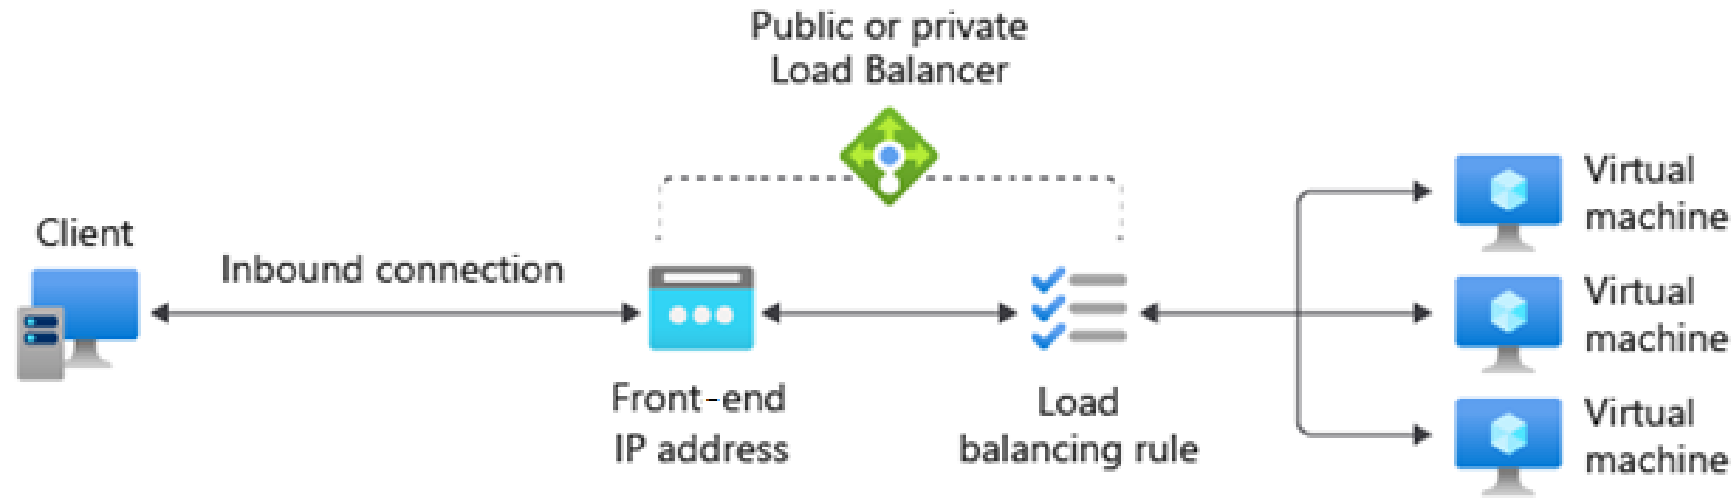 Public or private
Load Balancer
Client
Inbound connection
Front-end
IP address
Load
balancing rule
Virtual
machine
Virtual
machine
Virtual
machine